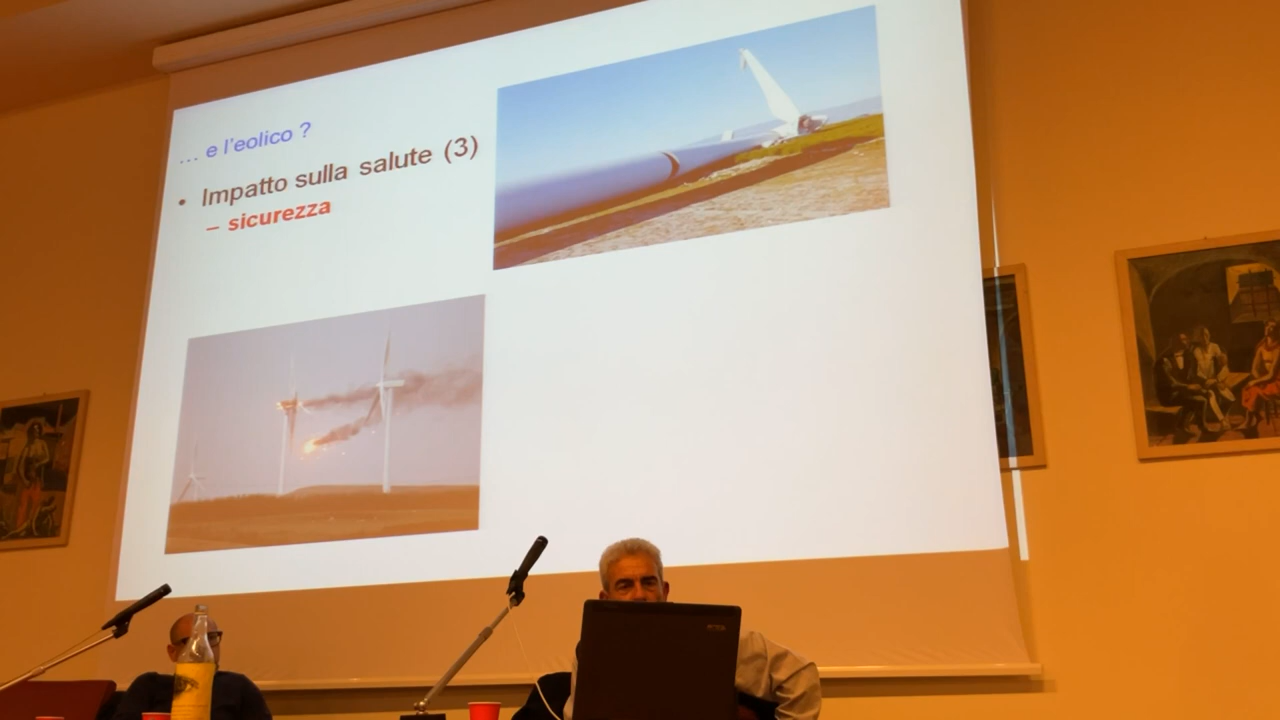 … e l'eolico ?
• Impatto sulla salute (3)
– sicurezza